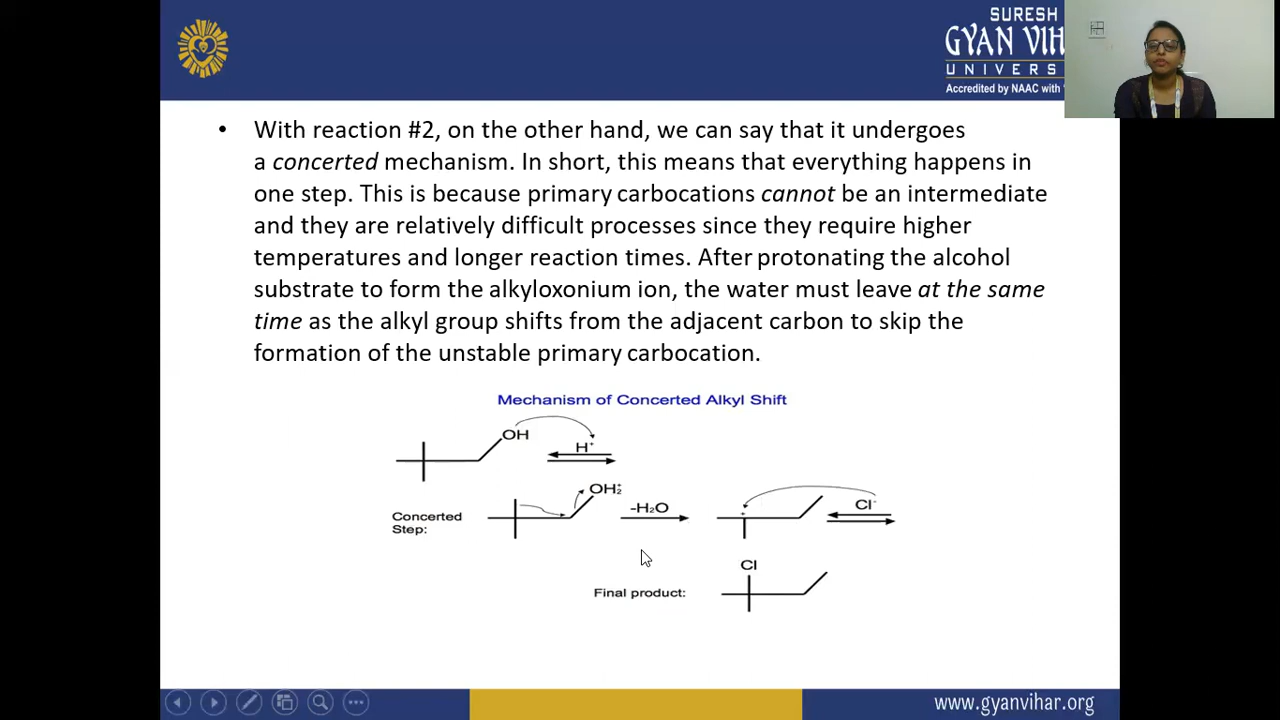 SURESH
GYAN VIH
UNIVERS
Accredited by NAAC with
• With reaction #2, on the other hand, we can say that it undergoes
a concerted mechanism. In short, this means that everything happens in
one step. This is because primary carbocations cannot be an intermediate
and they are relatively difficult processes since they require higher
temperatures and longer reaction times. After protonating the alcohol
substrate to form the alkyloxonium ion, the water must leave at the same
time as the alkyl group shifts from the adjacent carbon to skip the
formation of the unstable primary carbocation.
Mechanism of Concerted Alkyl Shift
OH
H⁺
Concerted
Step:
OH₂⁺
-H₂O
+
Cl⁻
Final product:
Cl
www.gyanvihar.org